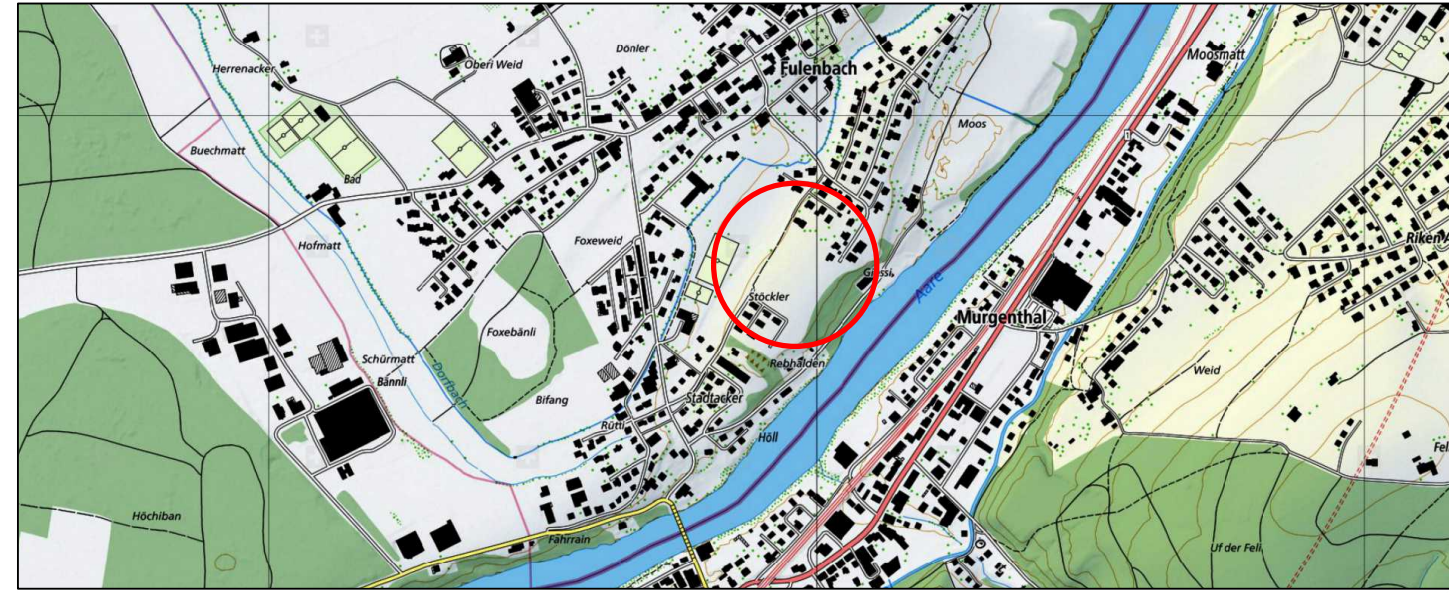 Dönler
Moosmatt
Herrenacker
Oberi Weid
Fulenbach
Moos
1
Buechmatt
Bad
Hofmatt
Foxeweid
Riken A
Giessi
Aare
Stöckler
Murgenthal
Foxebänli
Schürmatt
Bännli
Dorfbach
Rebhalden
Weid
Bifang
Stadtacker
Rütti
Höll
Höchiban
Fahrrain
Uf der Feli